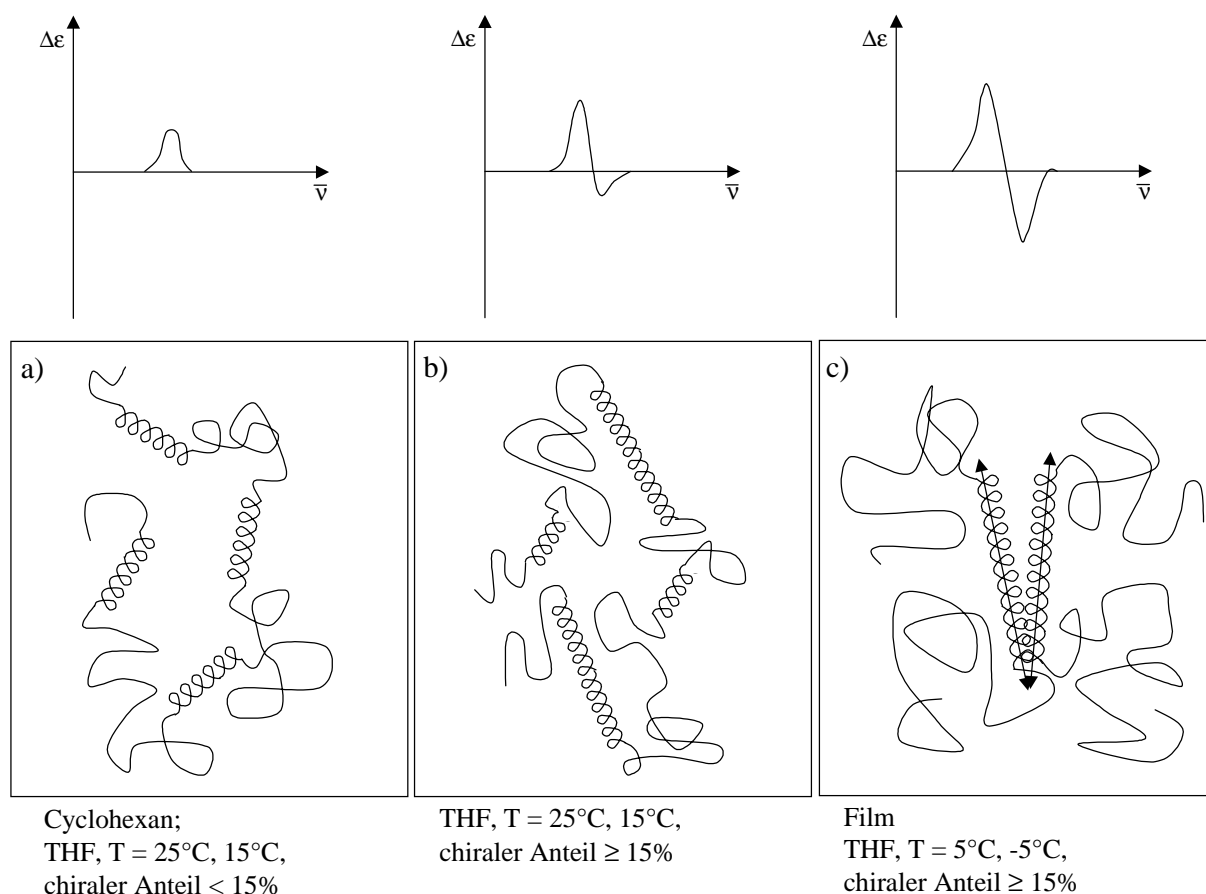 Δε
ν̅
Δε
ν̅
Δε
ν̅
a)
b)
c)
Cyclohexan;
THF, T = 25°C, 15°C,
chiraler Anteil < 15%
THF, T = 25°C, 15°C,
chiraler Anteil ≥ 15%
Film
THF, T = 5°C, -5°C,
chiraler Anteil ≥ 15%